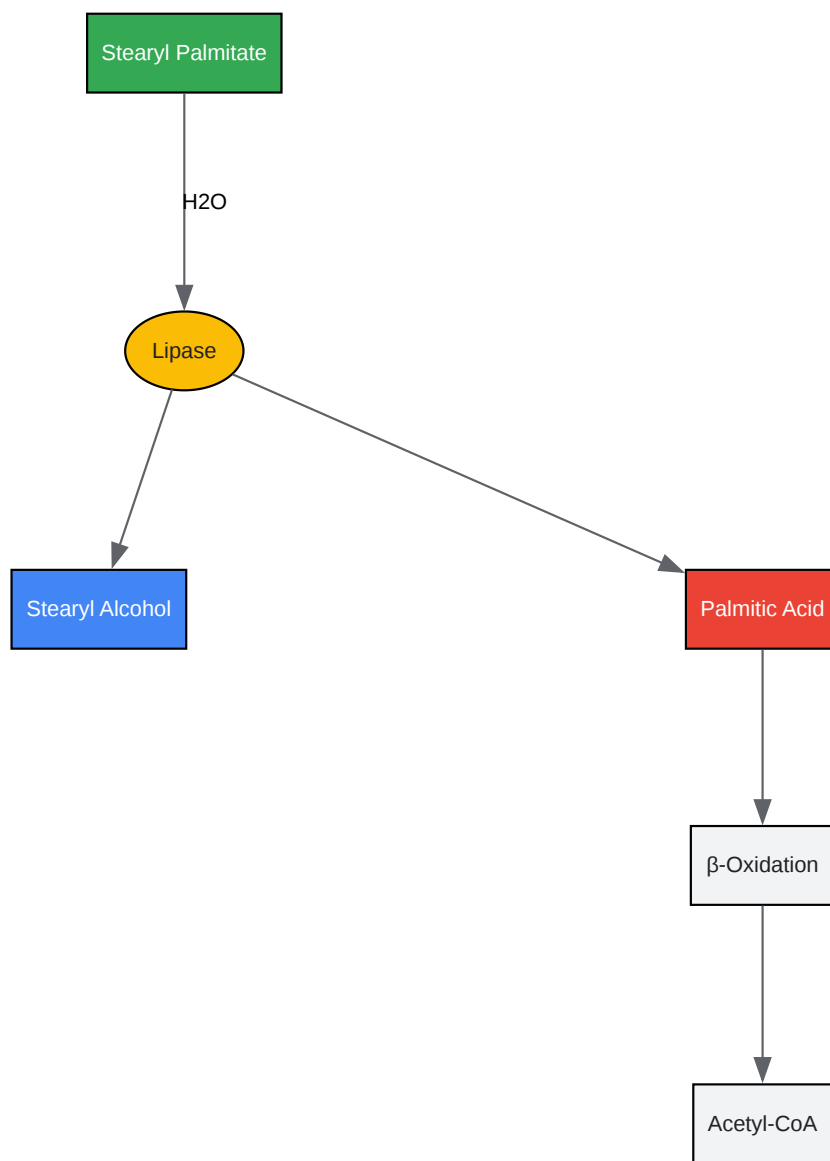 Stearyl Palmitate
H2O
Lipase
Stearyl Alcohol
Palmitic Acid
β-Oxidation
Acetyl-CoA